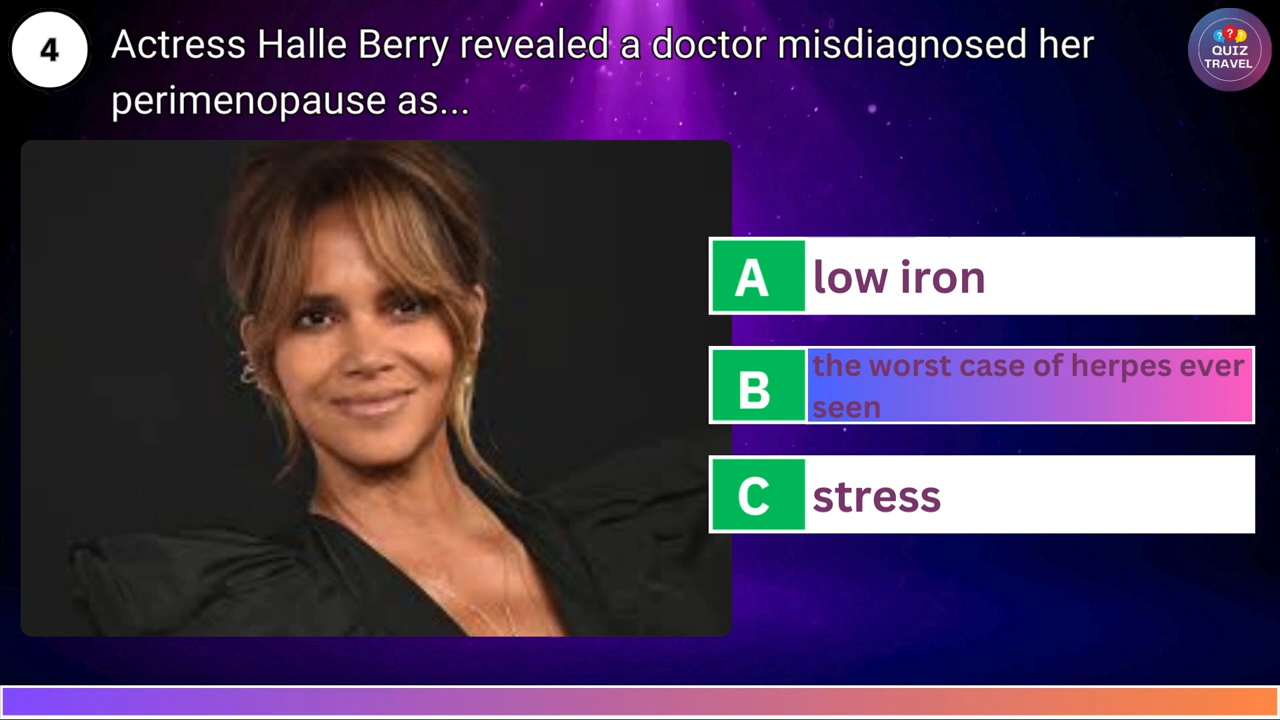 4
Actress Halle Berry revealed a doctor misdiagnosed her
perimenopause as...
QUIZ
TRAVEL
A
low iron
B
the worst case of herpes ever
seen
C
stress